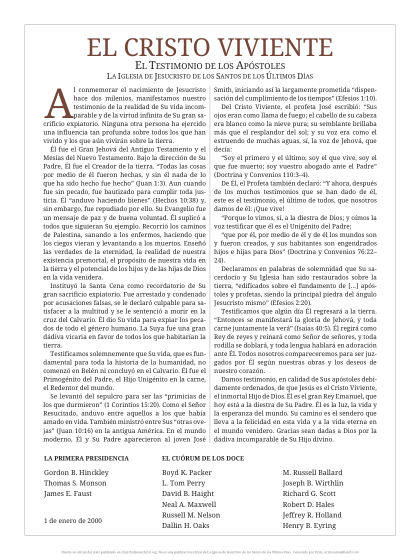 EL CRISTO VIVIENTE
EL TESTIMONIO DE LOS APÓSTOLES
LA IGLESIA DE JESUCRISTO DE LOS SANTOS DE LOS ÚLTIMOS DÍAS
Al conmemorar el nacimiento de Jesucristo
hace dos milenios, manifestamos nuestro
testimonio de la realidad de Su vida incom-
parable y de la virtud infinita de Su gran sa-
crificio expiatorio. Ninguna otra persona ha ejercido
una influencia tan profunda sobre todos los que han
vivido y los que aún vivirán sobre la tierra.
Él fue el Gran Jehová del Antiguo Testamento y el
Mesías del Nuevo Testamento. Bajo la dirección de Su
Padre, Él fue el Creador de la tierra. “Todas las cosas
por medio de él fueron hechas, y sin él nada de lo
que ha sido hecho fue hecho” (Juan 1:3). Aun cuando
fue sin pecado, fue bautizado para cumplir toda jus-
ticia. Él “anduvo haciendo bienes” (Hechos 10:38) y,
sin embargo, fue repudiado por ello. Su Evangelio fue
un mensaje de paz y de buena voluntad. Él suplicó a
todos que siguieran Su ejemplo. Recorrió los caminos
de Palestina, sanando a los enfermos, haciendo que
los ciegos vieran y levantando a los muertos. Enseñó
las verdades de la eternidad, la realidad de nuestra
existencia premortal, el propósito de nuestra vida en
la tierra y el potencial de los hijos y de las hijas de Dios
en la vida venidera.
Instituyó la Santa Cena como recordatorio de Su
gran sacrificio expiatorio. Fue arrestado y condenado
por acusaciones falsas, se le declaró culpable para sa-
tisfacer a la multitud y se le sentenció a morir en la
cruz del Calvario. Él dio Su vida para expiar los peca-
dos de todo el género humano. La Suya fue una gran
dádiva vicaria en favor de todos los que habitarían la
tierra.
Testificamos solemnemente que Su vida, que es fun-
damental para toda la historia de la humanidad, no
comenzó en Belén ni concluyó en el Calvario. Él fue el
Primogénito del Padre, el Hijo Unigénito en la carne,
el Redentor del mundo.
Se levantó del sepulcro para ser las “primicias de
los que durmieron” (1 Corintios 15:20). Como el Señor
Resucitado, anduvo entre aquellos a los que había
amado en vida. También ministró entre Sus “otras ove-
jas” (Juan 10:16) en la antigua América. En el mundo
moderno, Él y Su Padre aparecieron al joven José
Smith, iniciando así la largamente prometida “dispen-
sación del cumplimiento de los tiempos” (Efesios 1:10).
Del Cristo Viviente, el profeta José escribió: “Sus
ojos eran como llama de fuego; el cabello de su cabeza
era blanco como la nieve pura; su semblante brillaba
más que el resplandor del sol; y su voz era como el
estruendo de muchas aguas, sí, la voz de Jehová, que
decía:
“Soy el primero y el último; soy el que vive, soy el
que fue muerto; soy vuestro abogado ante el Padre”
(Doctrina y Convenios 110:3–4).
De Él, el Profeta también declaró: “Y ahora, después
de los muchos testimonios que se han dado de él,
este es el testimonio, el último de todos, que nosotros
damos de él: ¡Que vive!
“Porque lo vimos, sí, a la diestra de Dios; y oímos la
voz testificar que él es el Unigénito del Padre;
“que por él, por medio de él y de él los mundos son
y fueron creados, y sus habitantes son engendrados
hijos e hijas para Dios” (Doctrina y Convenios 76:22–
24).
Declaramos en palabras de solemnidad que Su sa-
cerdocio y Su Iglesia han sido restaurados sobre la
tierra, “edificados sobre el fundamento de [...] após-
toles y profetas, siendo la principal piedra del ángulo
Jesucristo mismo” (Efesios 2:20).
Testificamos que algún día Él regresará a la tierra.
“Entonces se manifestará la gloria de Jehová, y toda
carne juntamente la verá” (Isaías 40:5). Él regirá como
Rey de reyes y reinará como Señor de señores, y toda
rodilla se doblará, y toda lengua hablará en adoración
ante Él. Todos nosotros compareceremos para ser juz-
gados por Él según nuestras obras y los deseos de
nuestro corazón.
Damos testimonio, en calidad de Sus apóstoles debi-
damente ordenados, de que Jesús es el Cristo Viviente,
el inmortal Hijo de Dios. Él es el gran Rey Emanuel, que
hoy está a la diestra de Su Padre. Él es la luz, la vida y
la esperanza del mundo. Su camino es el sendero que
lleva a la felicidad en esta vida y a la vida eterna en
el mundo venidero. Gracias sean dadas a Dios por la
dádiva incomparable de Su Hijo divino.
LA PRIMERA PRESIDENCIA
Gordon B. Hinckley
Thomas S. Monson
James E. Faust
1 de enero de 2000
EL CUÓRUM DE LOS DOCE
Boyd K. Packer
L. Tom Perry
David B. Haight
Neal A. Maxwell
Russell M. Nelson
Dallin H. Oaks
M. Russell Ballard
Joseph B. Wirthlin
Richard G. Scott
Robert D. Hales
Jeffrey R. Holland
Henry B. Eyring